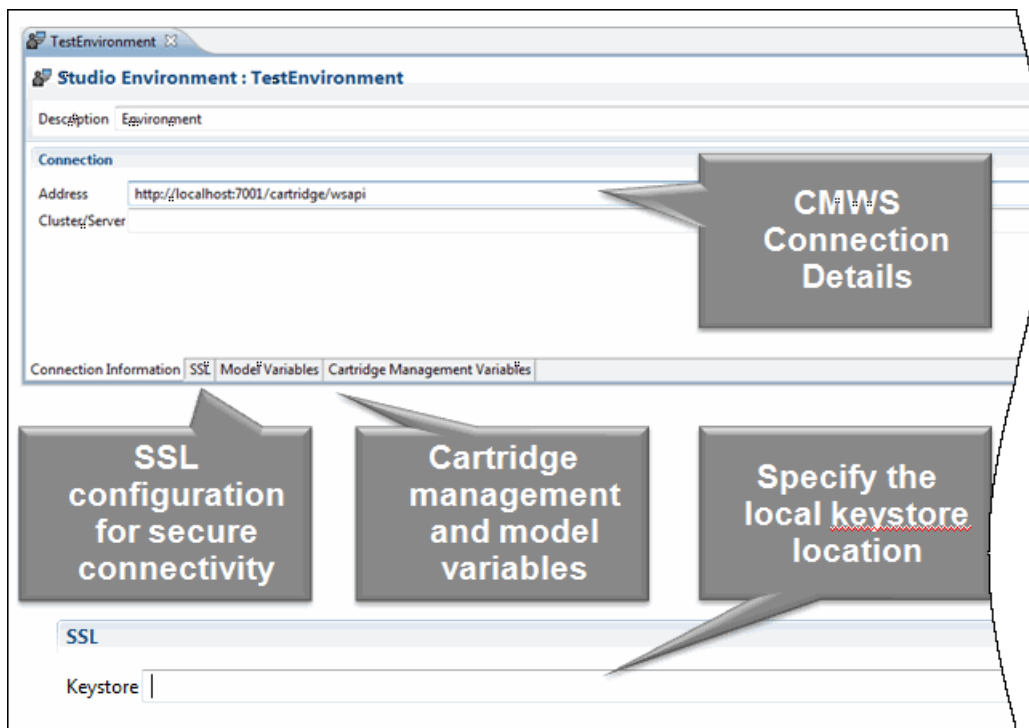 TestEnvironment
Studio Environment : TestEnvironment
Description Environment
Connection
Address http://localhost:7001/cartridge/wsapi
Cluster/Server
CMWS
Connection
Details
Connection Information SSL Model Variables Cartridge Management Variables
SSL
configuration
for secure
connectivity
Cartridge
management
and model
variables
Specify the
local keystore
location
SSL
Keystore